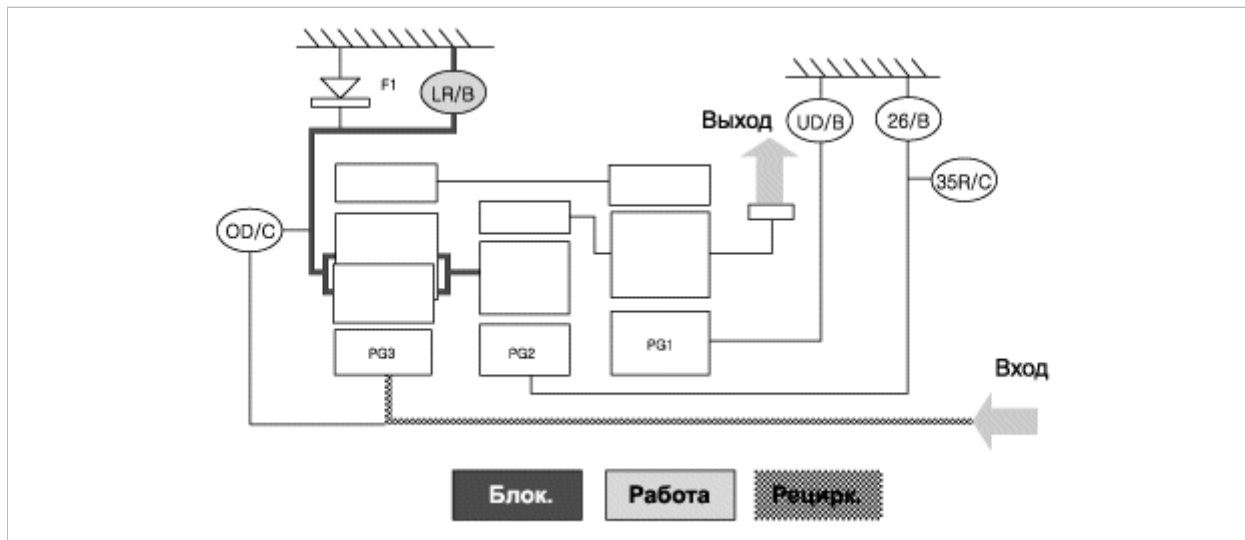 F1
LR/B
Выход
UD/B
26/B
35R/C
OD/C
PG3
PG2
PG1
Вход
Блок.
Работа
Рецирк.